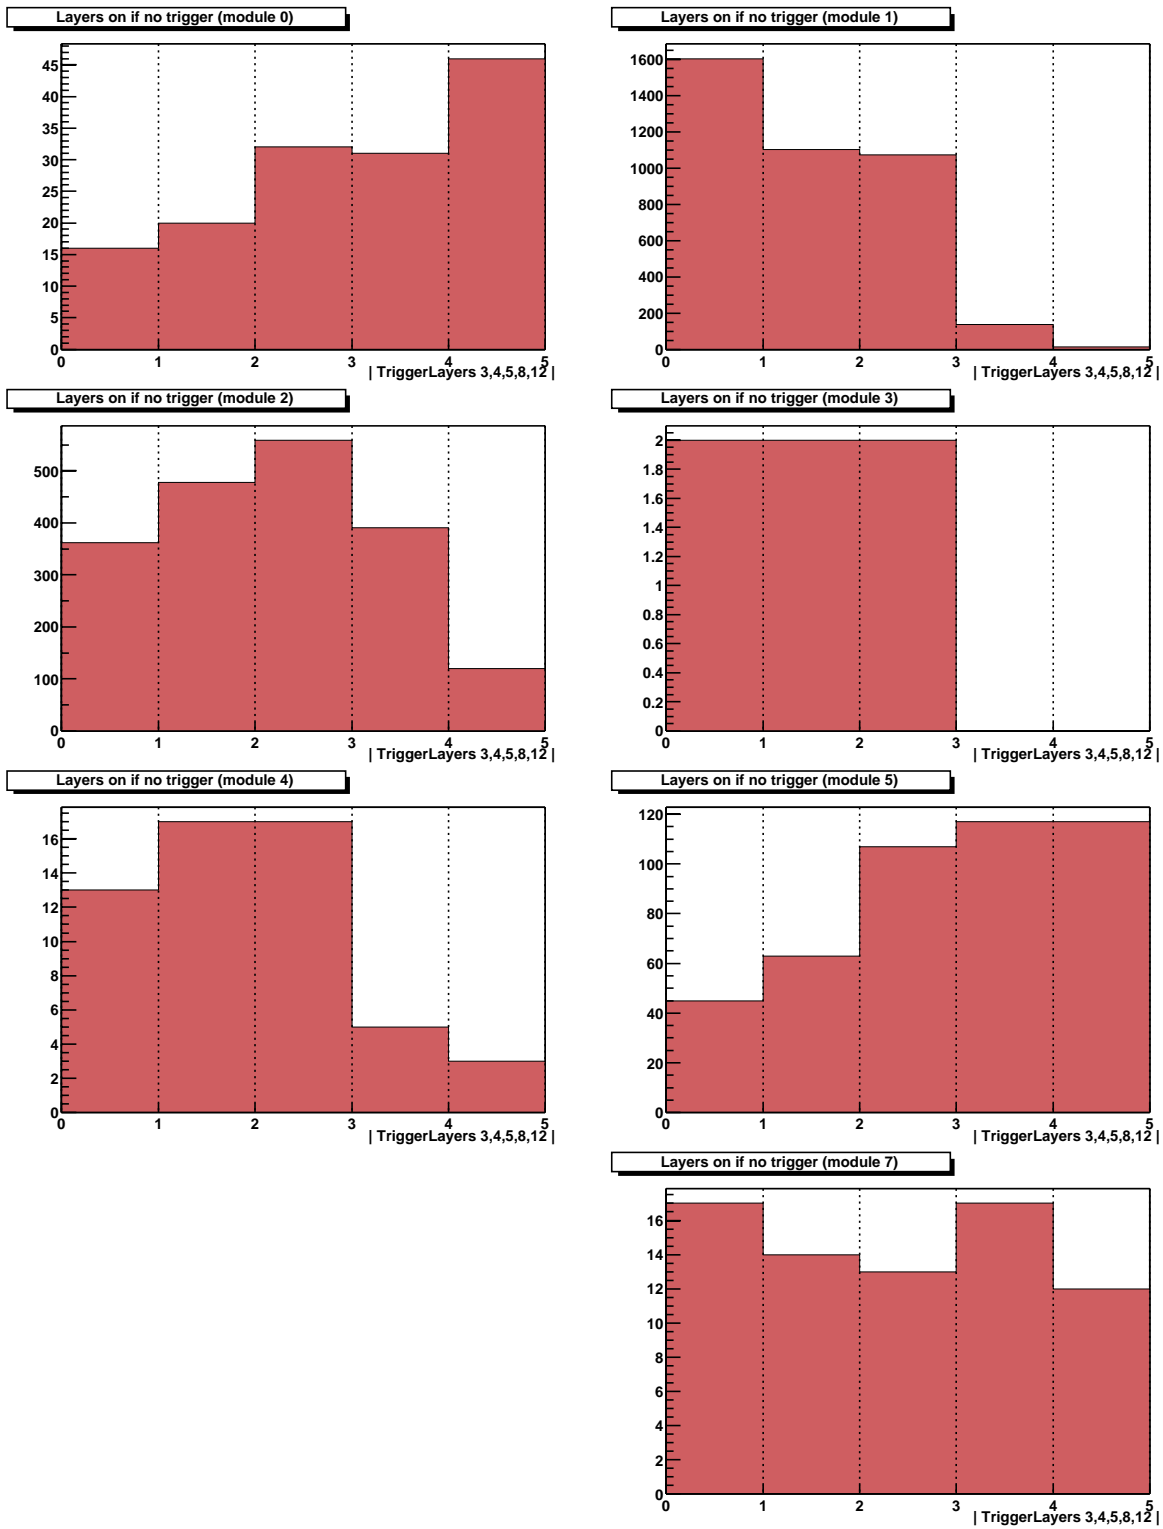 Layers on if no trigger (module 0)
45
40
35
30
25
20
15
10
5
0
0 1 2 3 4 5
| TriggerLayers 3,4,5,8,12 |
Layers on if no trigger (module 1)
1600
1400
1200
1000
800
600
400
200
0
0 1 2 3 4 5
| TriggerLayers 3,4,5,8,12 |
Layers on if no trigger (module 2)
500
400
300
200
100
0
0 1 2 3 4 5
| TriggerLayers 3,4,5,8,12 |
Layers on if no trigger (module 3)
2
1.8
1.6
1.4
1.2
1
0.8
0.6
0.4
0.2
0
0 1 2 3 4 5
| TriggerLayers 3,4,5,8,12 |
Layers on if no trigger (module 4)
16
14
12
10
8
6
4
2
0
0 1 2 3 4 5
| TriggerLayers 3,4,5,8,12 |
Layers on if no trigger (module 5)
120
100
80
60
40
20
0
0 1 2 3 4 5
| TriggerLayers 3,4,5,8,12 |
Layers on if no trigger (module 7)
16
14
12
10
8
6
4
2
0
0 1 2 3 4 5
| TriggerLayers 3,4,5,8,12 |